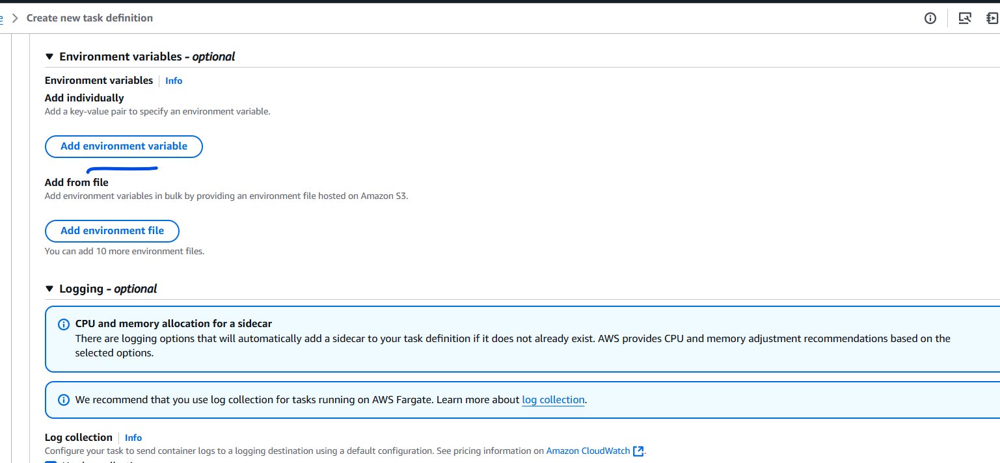 Create new task definition
Environment variables - optional
Environment variables
Info
Add individually
Add a key-value pair to specify an environment variable.
Add environment variable
Add from file
Add environment variables in bulk by providing an environment file hosted on Amazon S3.
Add environment file
You can add 10 more environment files.
Logging - optional
CPU and memory allocation for a sidecar
There are logging options that will automatically add a sidecar to your task definition if it does not already exist. AWS provides CPU and memory adjustment recommendations based on the
selected options.
We recommend that you use log collection for tasks running on AWS Fargate. Learn more about log collection.
Log collection
Info
Configure your task to send container logs to a logging destination using a default configuration. See pricing information on Amazon CloudWatch.